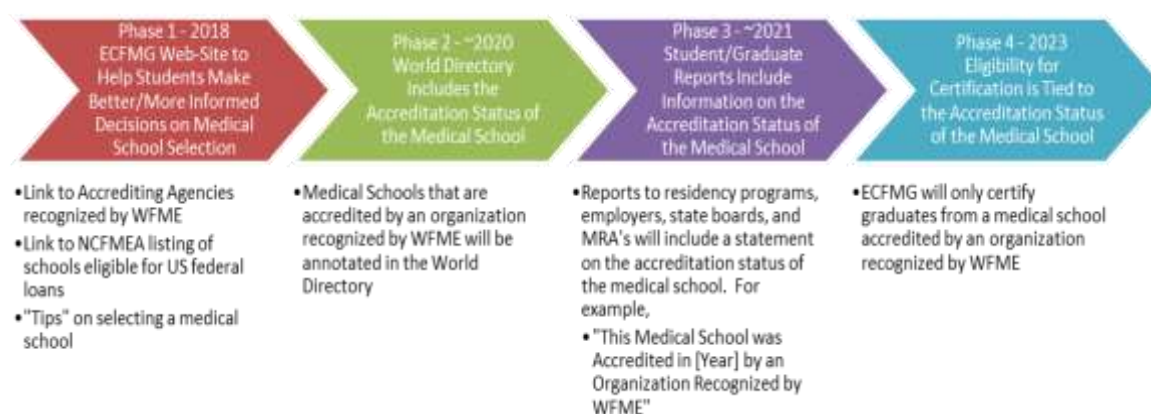 Phase 1 - 2018
ECFMG Web-Site to
Help Students Make
Better/More Informed
Decisions on Medical
School Selection
•Link to Accrediting Agencies
recognized by WFME
•Link to NCFMEA listing of
schools eligible for US federal
loans
•"Tips" on selecting a medical
school
Phase 2 - ~2020
World Directory
Includes the
Accreditation Status of
the Medical School
•Medical Schools that are
accredited by an organization
recognized by WFME will be
annotated in the World
Directory
Phase 3 - ~2021
Student/Graduate
Reports Include
Information on the
Accreditation Status of
the Medical School
•Reports to residency programs,
employers, state boards, and
MRA's will include a statement
on the accreditation status of
the medical school. For
example,
•"This Medical School was
Accredited in [Year] by an
Organization Recognized by
WFME"
Phase 4 - 2023
Eligibility for
Certification is Tied to
the Accreditation Status
of the Medical School
•ECFMG will only certify
graduates from a medical school
accredited by an organization
recognized by WFME